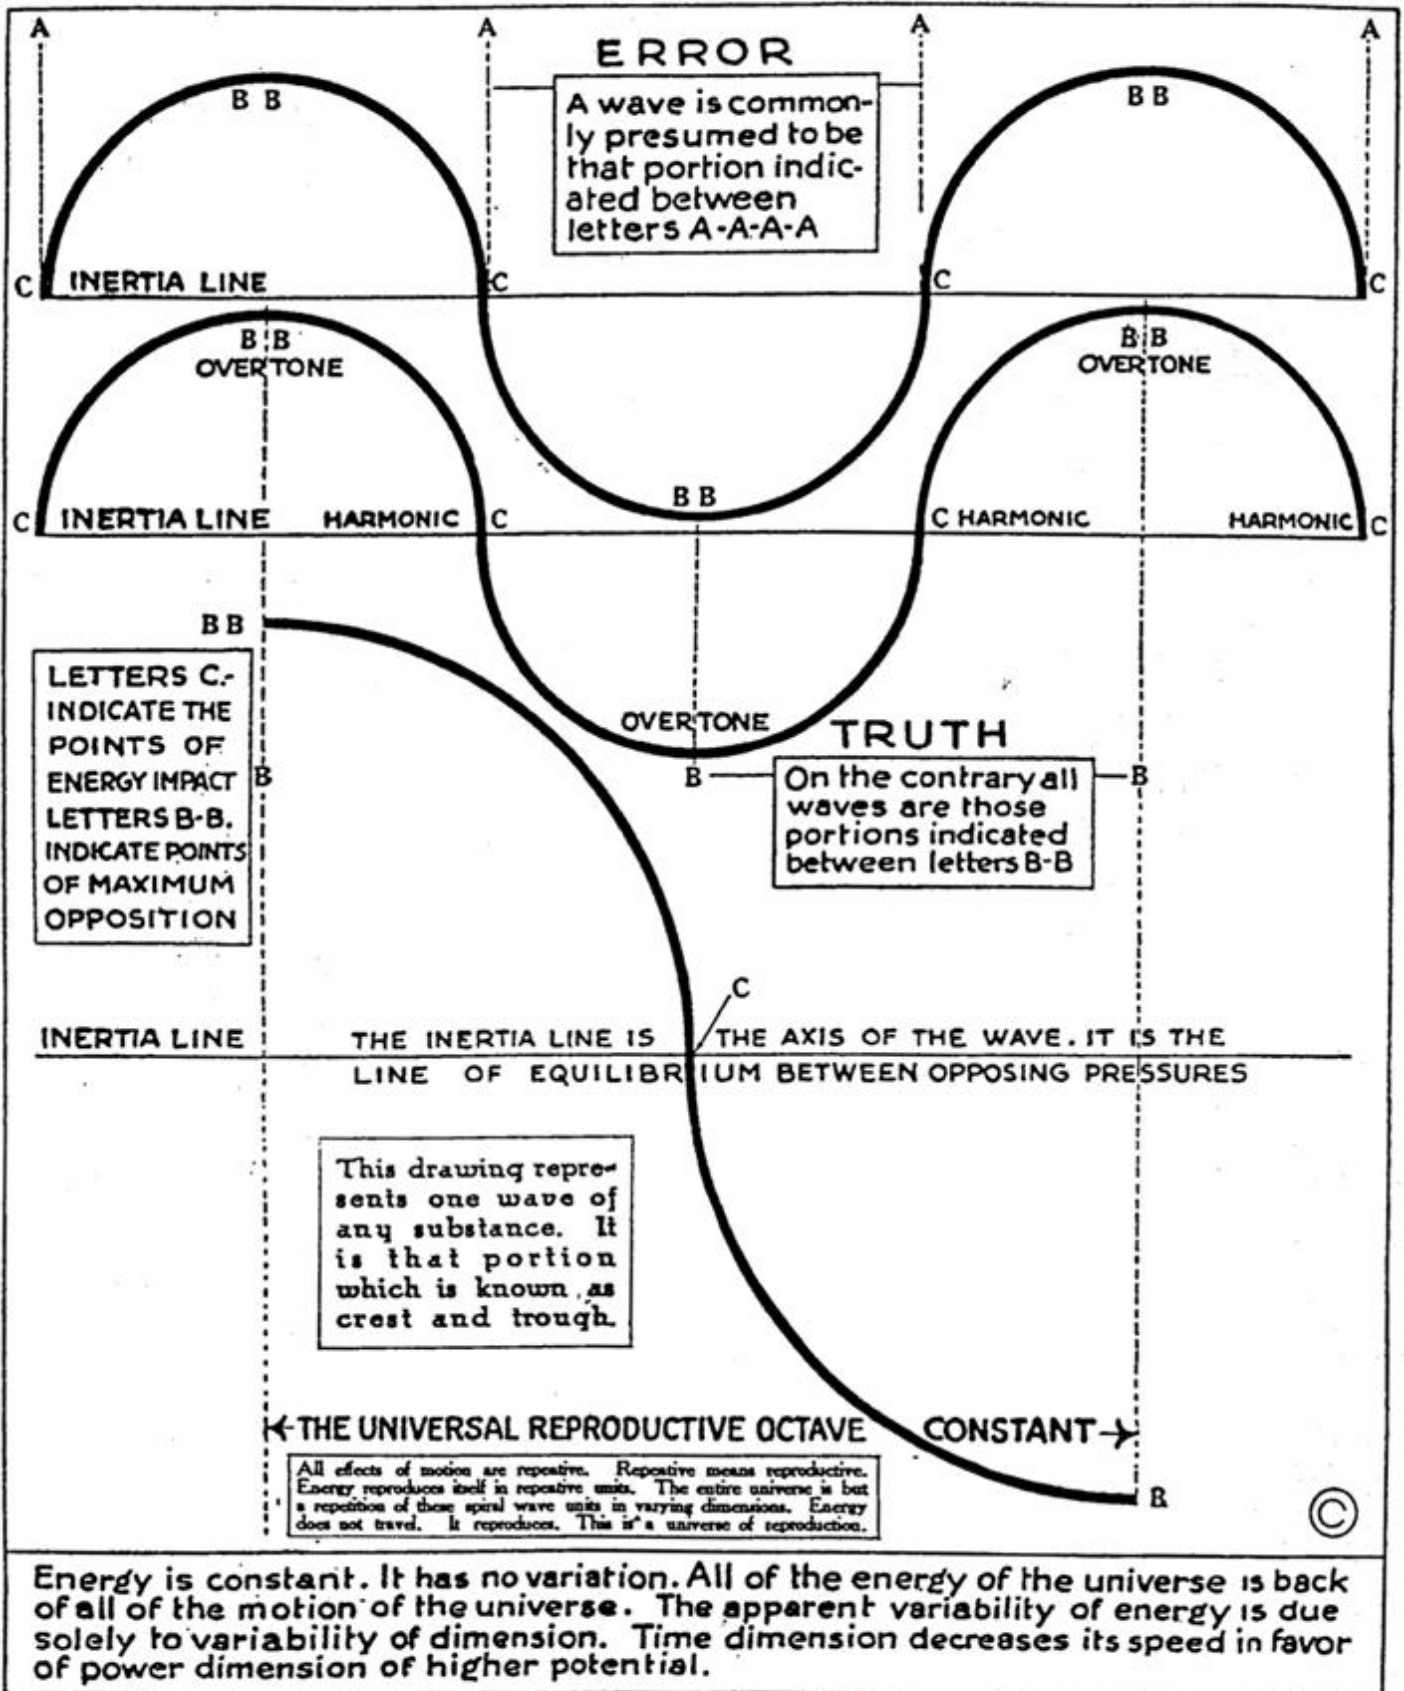 A A A A
ERROR
A wave is common-
ly presumed to be
that portion indic-
ated between
letters A-A-A-A
B B
B B
C INERTIA LINE C C C
B B
OVERTONE
B B
OVERTONE
B B
C INERTIA LINE HARMONIC C C HARMONIC HARMONIC C
B B
LETTERS C.-
INDICATE THE
POINTS OF
ENERGY IMPACT
LETTERS B-B.
INDICATE POINTS
OF MAXIMUM
OPPOSITION
B
OVERTONE
B
TRUTH
On the contrary all
waves are those
portions indicated
between letters B-B
B
C
INERTIA LINE THE INERTIA LINE IS THE AXIS OF THE WAVE. IT IS THE
LINE OF EQUILIBRIUM BETWEEN OPPOSING PRESSURES
This drawing repre-
sents one wave of
any substance. It
is that portion
which is known as
crest and trough.
THE UNIVERSAL REPRODUCTIVE OCTAVE CONSTANT
All effects of motion are repeative. Repeative means reproductive.
Energy reproduces itself in repeative units. The entire universe is but
a repetition of these spiral wave units in varying dimensions. Energy
does not travel. It reproduces. This is a universe of reproduction.
B
©
Energy is constant. It has no variation. All of the energy of the universe is back
of all of the motion of the universe. The apparent variability of energy is due
solely to variability of dimension. Time dimension decreases its speed in favor
of power dimension of higher potential.